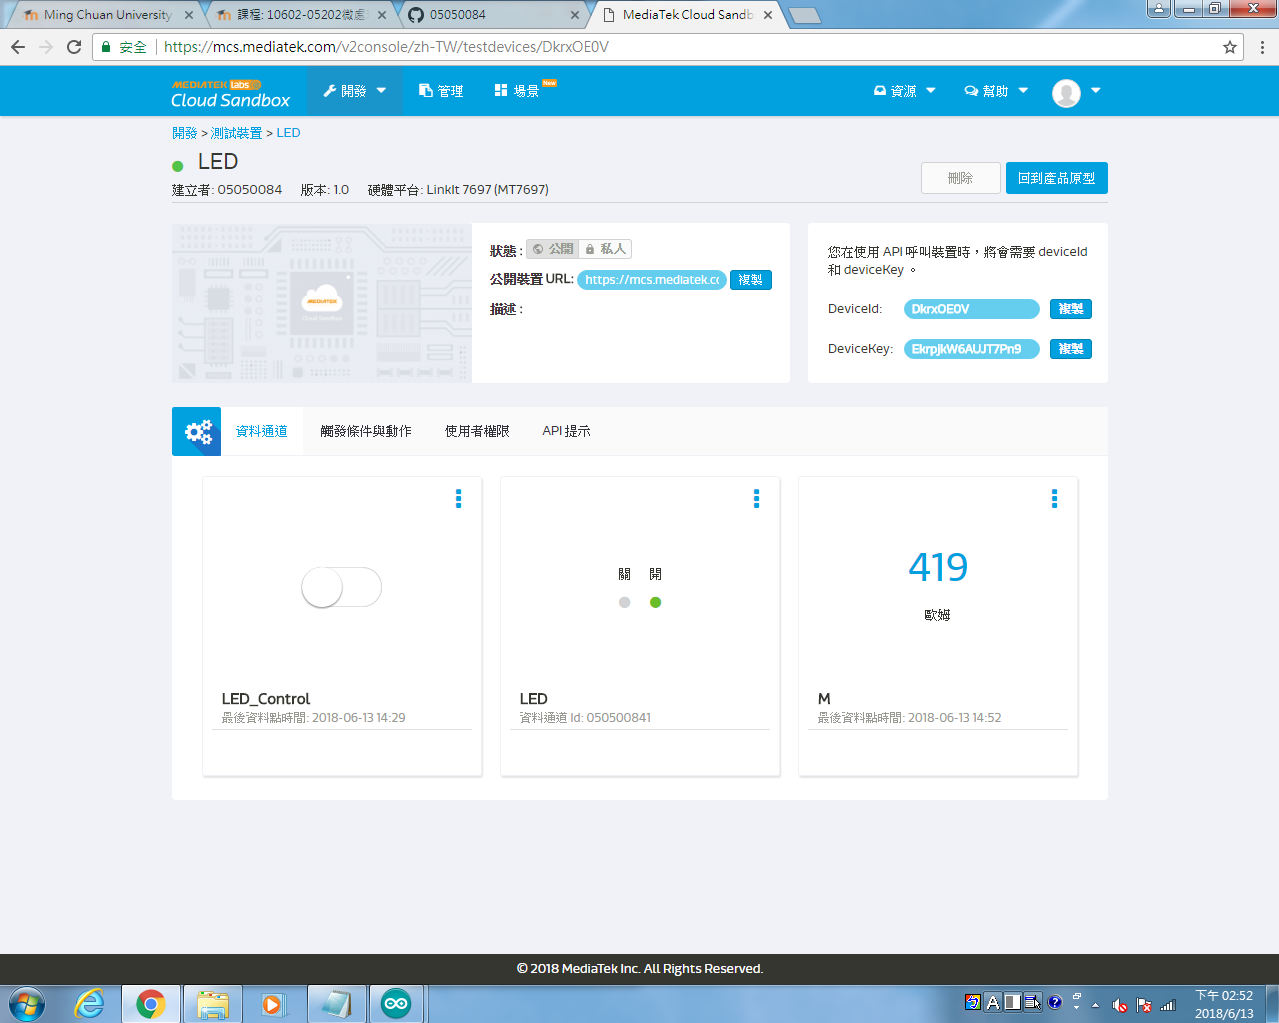 Ming Chuan University
課程: 10602-05202微處
05050084
MediaTek Cloud Sandb
安全
https://mcs.mediatek.com/v2console/zh-TW/testdevices/DkrxOE0V
MEDIATEK labs
Cloud Sandbox
開發
管理
場景
New
資源
幫助
開發 > 測試裝置 > LED
LED
建立者: 05050084 版本: 1.0 硬體平台: LinkIt 7697 (MT7697)
刪除
回到產品原型
MEDIATEK
Cloud Sandbox
狀態 :
公開
私人
公開裝置 URL:
https://mcs.mediatek.cc
複製
描述 :
您在使用 API 呼叫裝置時，將會需要 deviceId
和 deviceKey 。
DeviceId:
DkrxOE0V
複製
DeviceKey:
EkrpjkW6AUJT7Pn9
複製
資料通道
觸發條件與動作
使用者權限
API 提示
LED_Control
最後資料點時間: 2018-06-13 14:29
關 開
LED
資料通道 Id: 050500841
419
歐姆
M
最後資料點時間: 2018-06-13 14:52
© 2018 MediaTek Inc. All Rights Reserved.
A
下午 02:52
2018/6/13